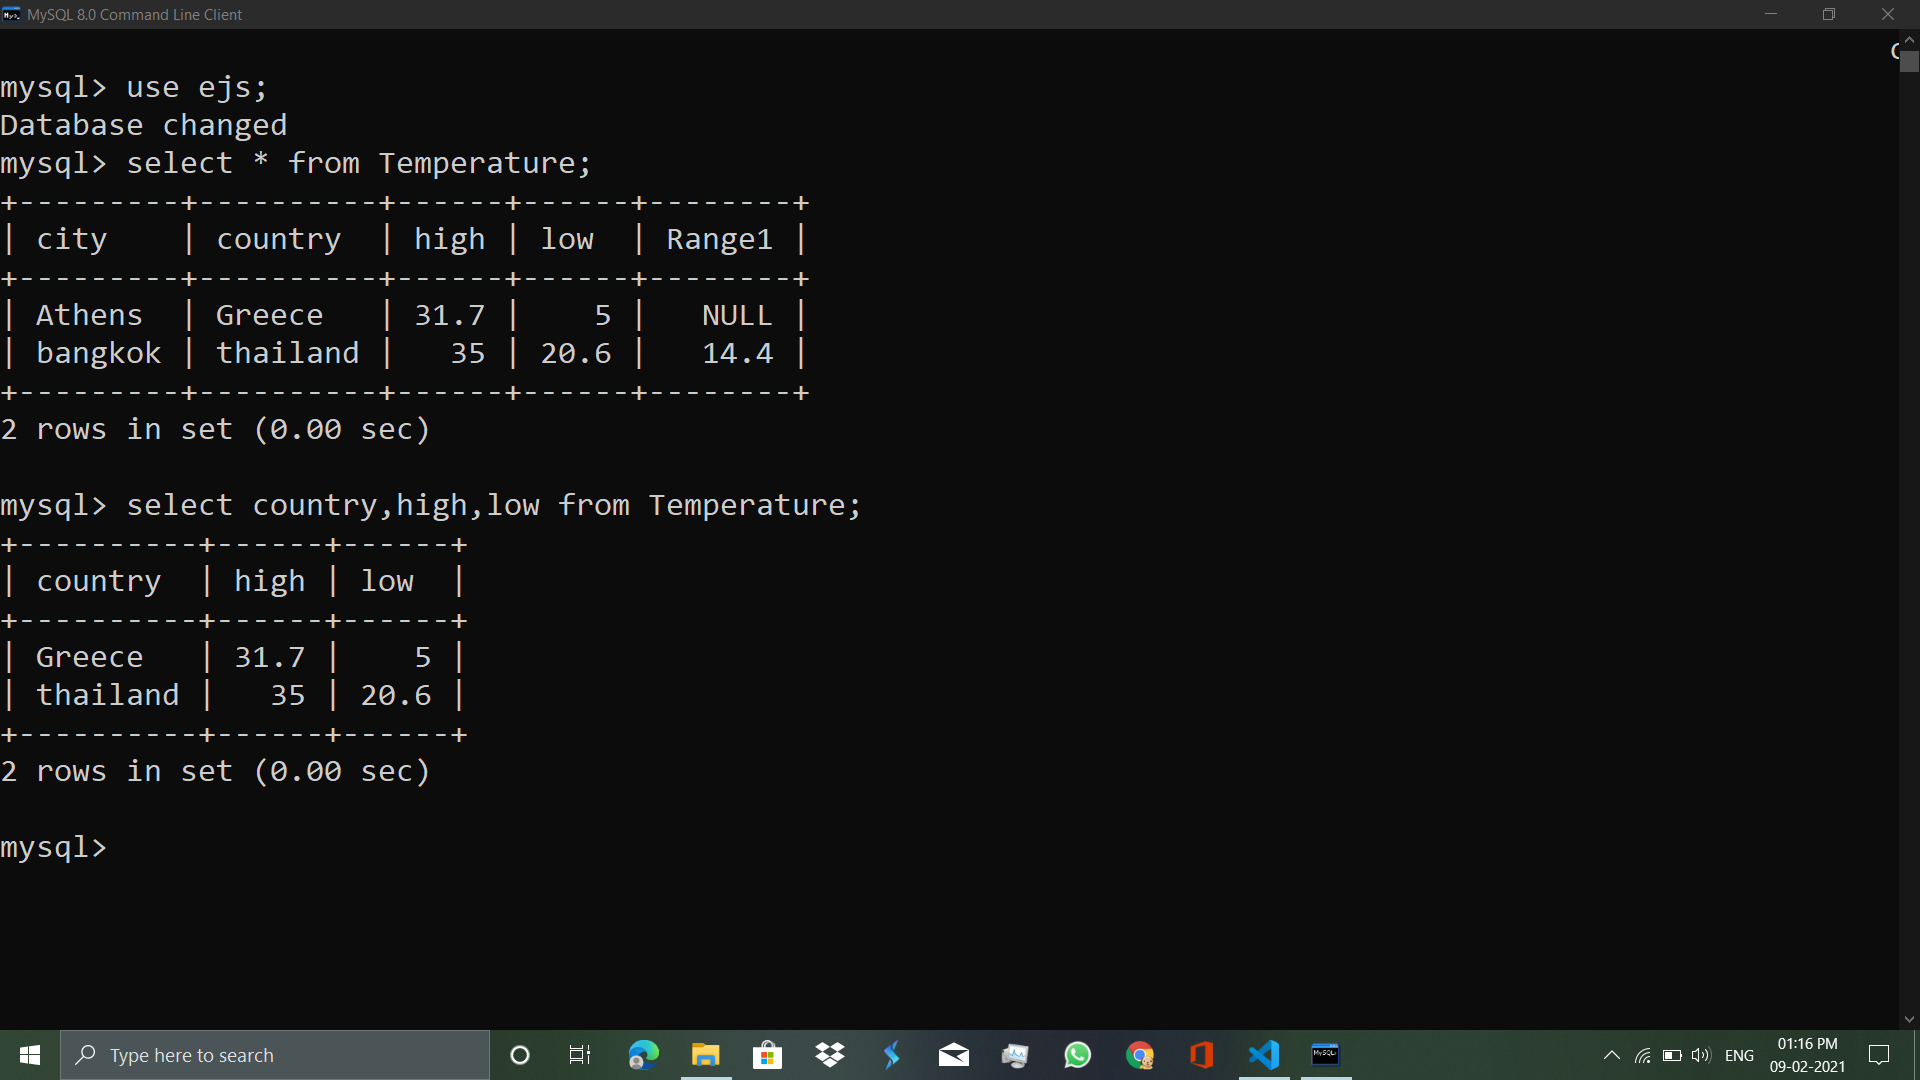 MySQL 8.0 Command Line Client
mysql> use ejs;
Database changed
mysql> select * from Temperature;
+---------+----------+------+------+--------+
| city    | country  | high | low  | Range1 |
+---------+----------+------+------+--------+
| Athens  | Greece   | 31.7 |    5 |   NULL |
| bangkok | thailand |   35 | 20.6 |   14.4 |
+---------+----------+------+------+--------+
2 rows in set (0.00 sec)
mysql> select country,high,low from Temperature;
+----------+------+------+
| country  | high | low  |
+----------+------+------+
| Greece   | 31.7 |    5 |
| thailand |   35 | 20.6 |
+----------+------+------+
2 rows in set (0.00 sec)
mysql>
Type here to search
ENG
01:16 PM
09-02-2021